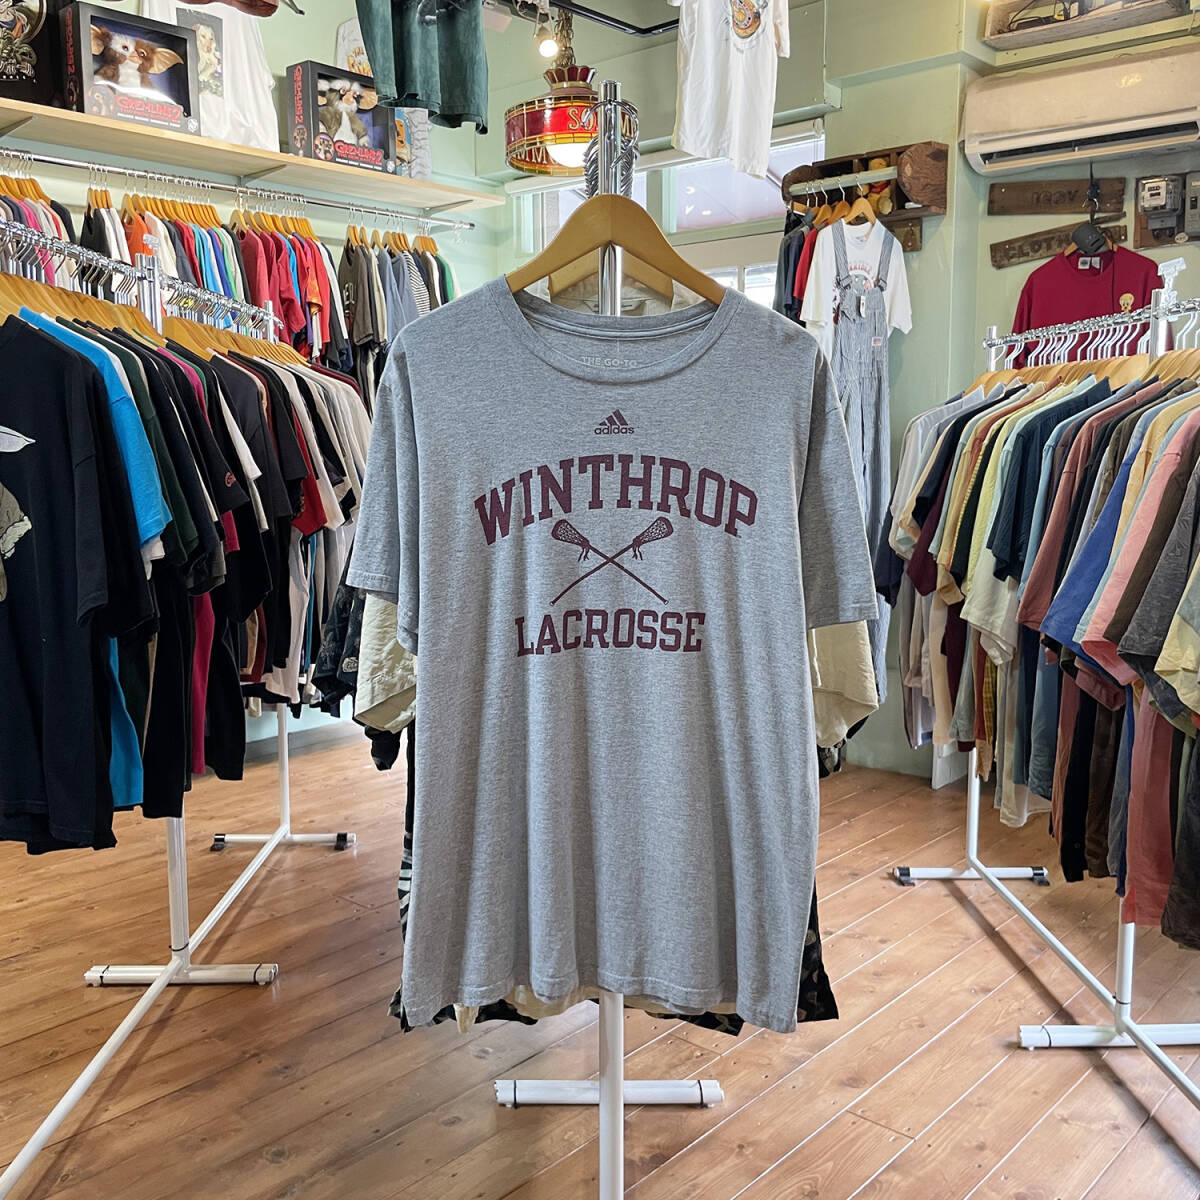 GREMLINS 2
GREMLINS 2
THE GO-TO
adidas
WINTHROP
LACROSSE